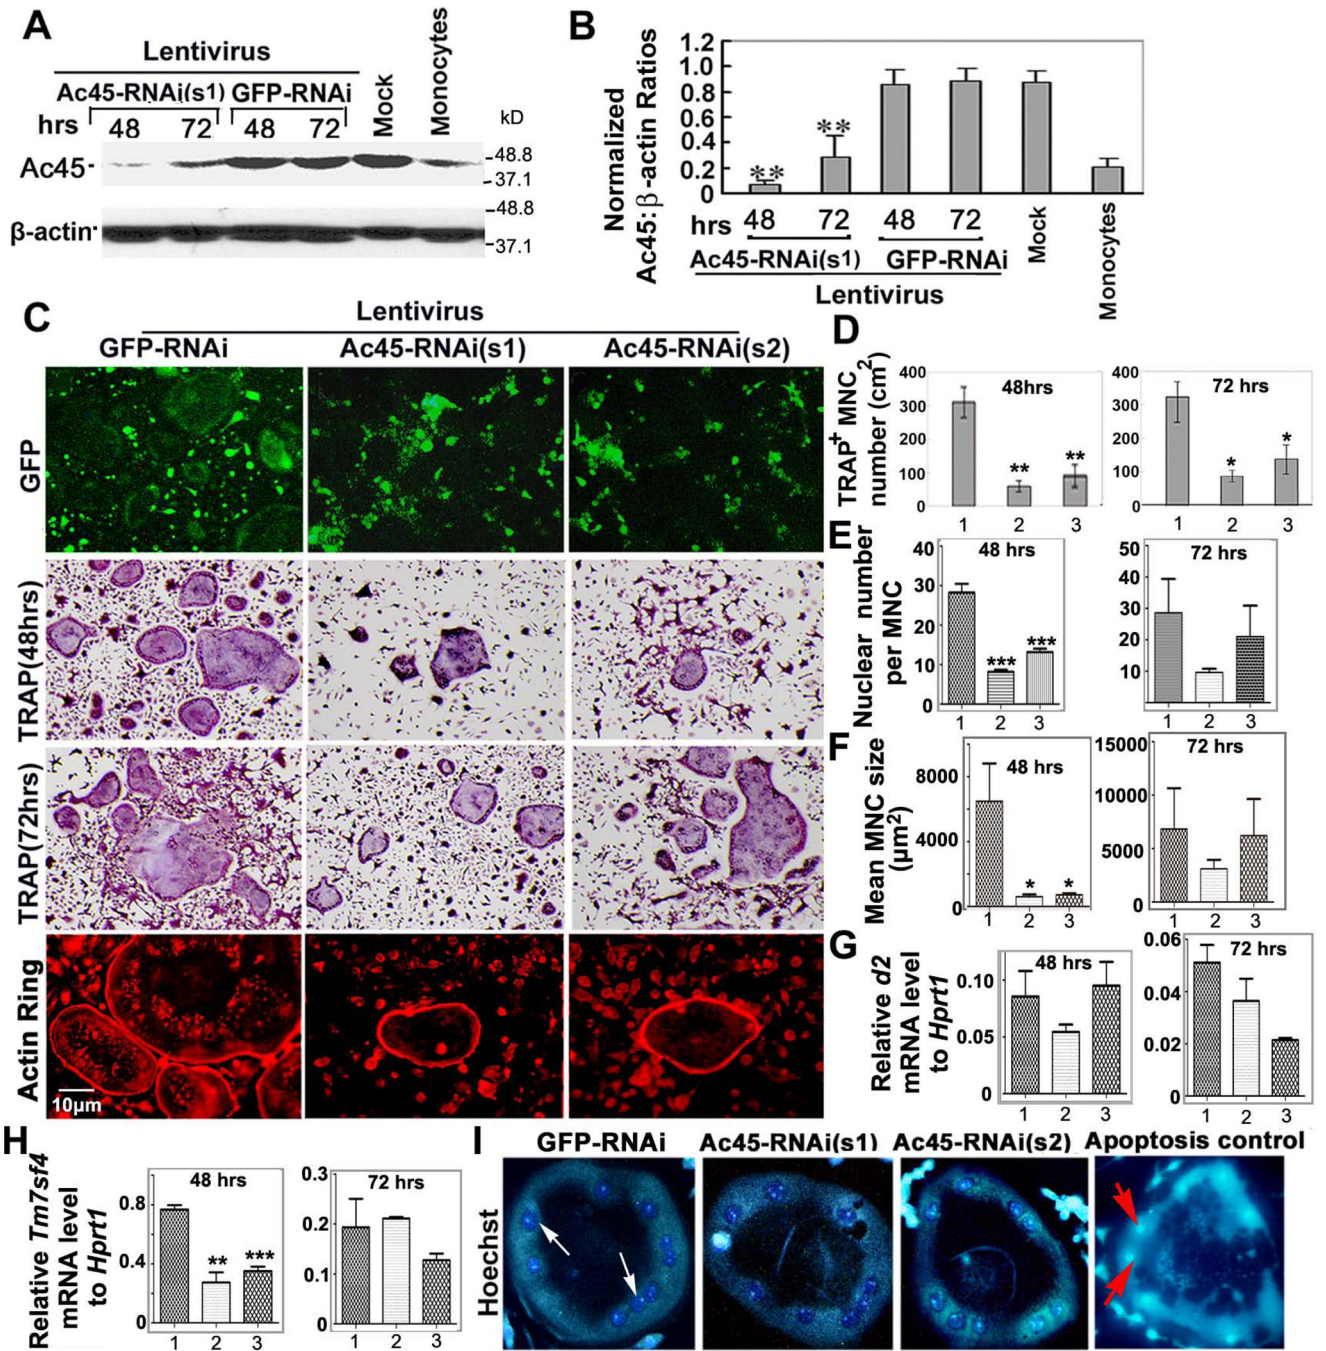 A
Lentivirus
Ac45-RNAi(s1) GFP-RNAi Mock Monocytes
hrs 48 72 48 72 kD
Ac45- -48.8
-37.1
β-actin- -48.8
-37.1
B
Normalized
Ac45:β-actin Ratios
1.2
1.0
0.8
0.6
0.4
0.2
0
** **
hrs 48 72 48 72 Mock Monocytes
Ac45-RNAi(s1) GFP-RNAi
Lentivirus
C
Lentivirus
GFP-RNAi Ac45-RNAi(s1) Ac45-RNAi(s2)
GFP
TRAP(48hrs)
TRAP(72hrs)
Actin Ring
10µm
D
TRAP+ MNC
number (cm2)
400
300
200
100
0
48hrs
** **
1 2 3
400
300
200
100
0
72 hrs
* *
1 2 3
E
Nuclear number
per MNC
40
30
20
10
0
48 hrs
*** ***
1 2 3
50
40
30
20
10
72 hrs
1 2 3
F
Mean MNC size
(µm2)
8000
4000
0
48 hrs
* *
1 2 3
15000
10000
5000
0
72 hrs
1 2 3
G
Relative d2
mRNA level
to Hprt1
0.10
0.05
0
48 hrs
1 2 3
0.06
0.04
0.02
0
72 hrs
1 2 3
H
Relative Tm7sf4
mRNA level
to Hprt1
0.8
0.4
0
48 hrs
** ***
1 2 3
0.3
0.2
0.1
0
72 hrs
1 2 3
I
GFP-RNAi Ac45-RNAi(s1) Ac45-RNAi(s2) Apoptosis control
Hoechst